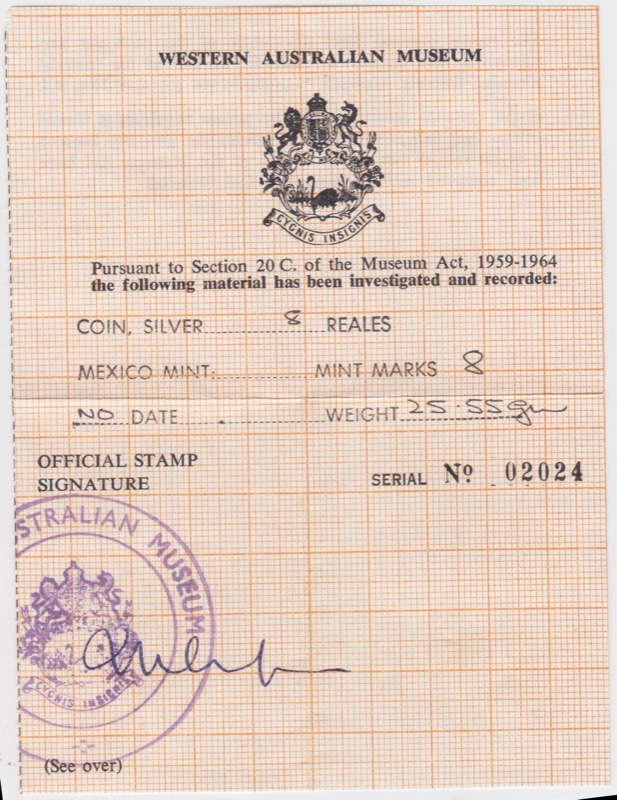 WESTERN AUSTRALIAN MUSEUM
CYGNIS INSIGNIS
Pursuant to Section 20 C. of the Museum Act, 1959-1964
the following material has been investigated and recorded:
COIN, SILVER 8 REALES
MEXICO MINT: MINT MARKS 8
NO DATE . WEIGHT 25.55gm
OFFICIAL STAMP
SIGNATURE
SERIAL Nº 02024
STRALIAN MUSEUM
CYGNIS INSIGNIS
(See over)